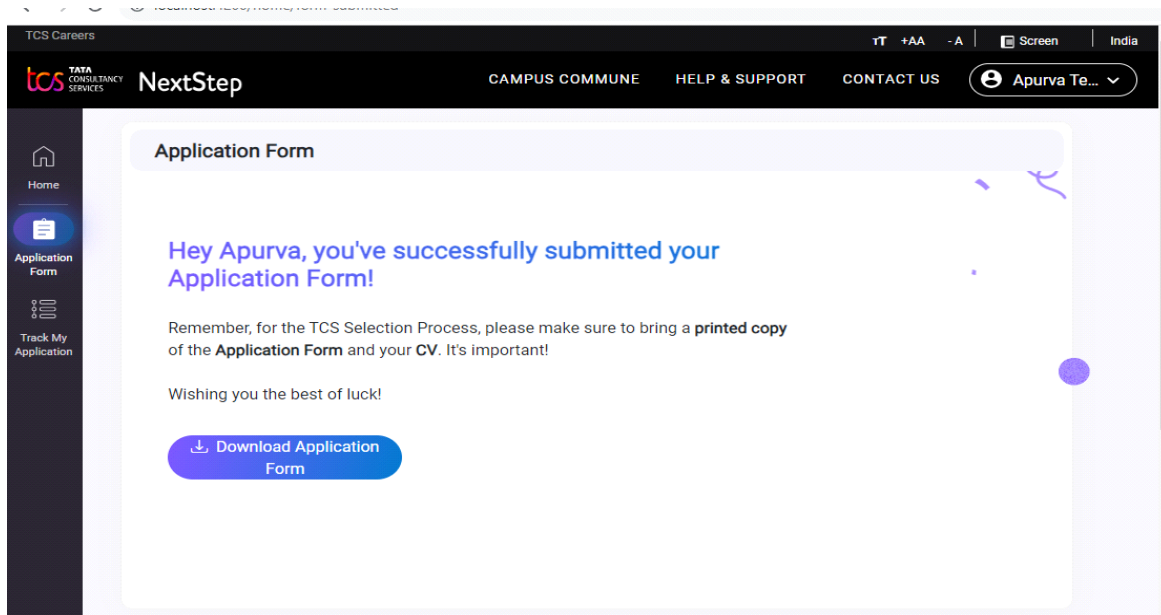 TCS Careers
тT +AA -A Screen India
tcs TATA CONSULTANCY SERVICES NextStep CAMPUS COMMUNE HELP & SUPPORT CONTACT US Apurva Te...
Application Form
Home
Application Form
Track My Application
Hey Apurva, you've successfully submitted your
Application Form!
Remember, for the TCS Selection Process, please make sure to bring a printed copy
of the Application Form and your CV. It's important!
Wishing you the best of luck!
Download Application
Form